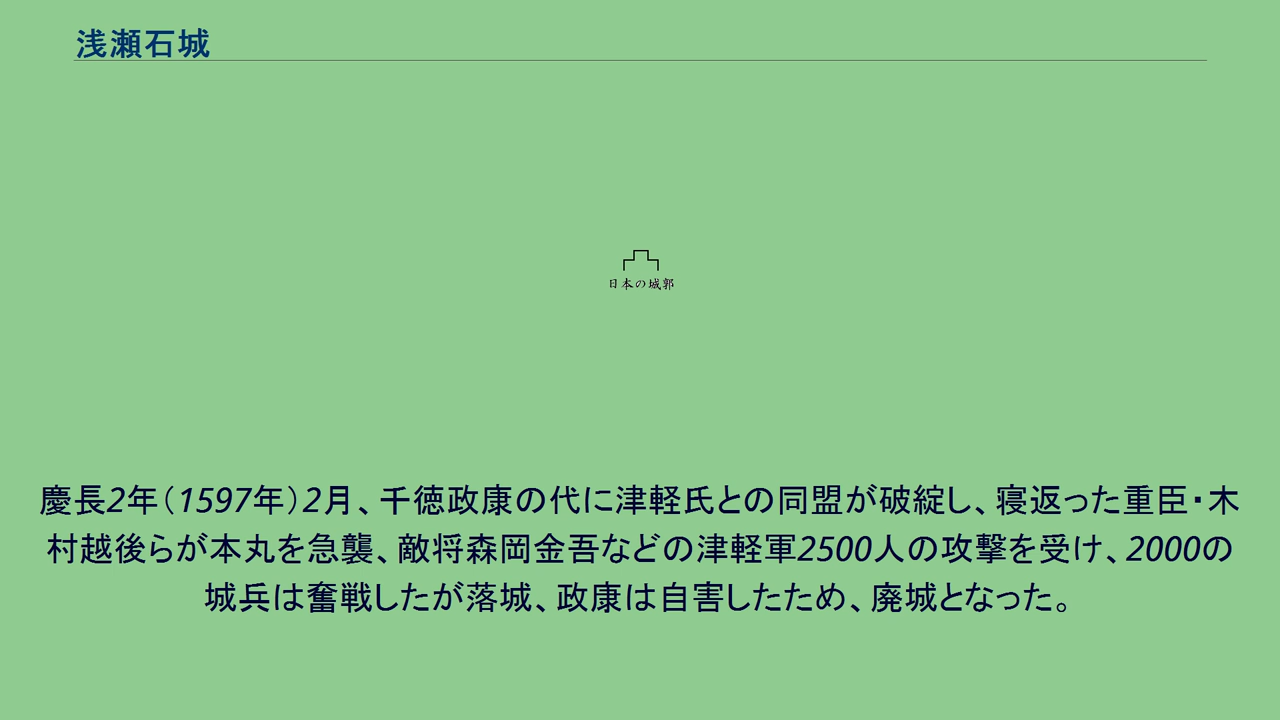 浅瀬石城
日本の城郭
慶長2年（1597年）2月、千徳政康の代に津軽氏との同盟が破綻し、寝返った重臣・木
村越後らが本丸を急襲、敵将森岡金吾などの津軽軍2500人の攻撃を受け、2000の
城兵は奮戦したが落城、政康は自害したため、廃城となった。